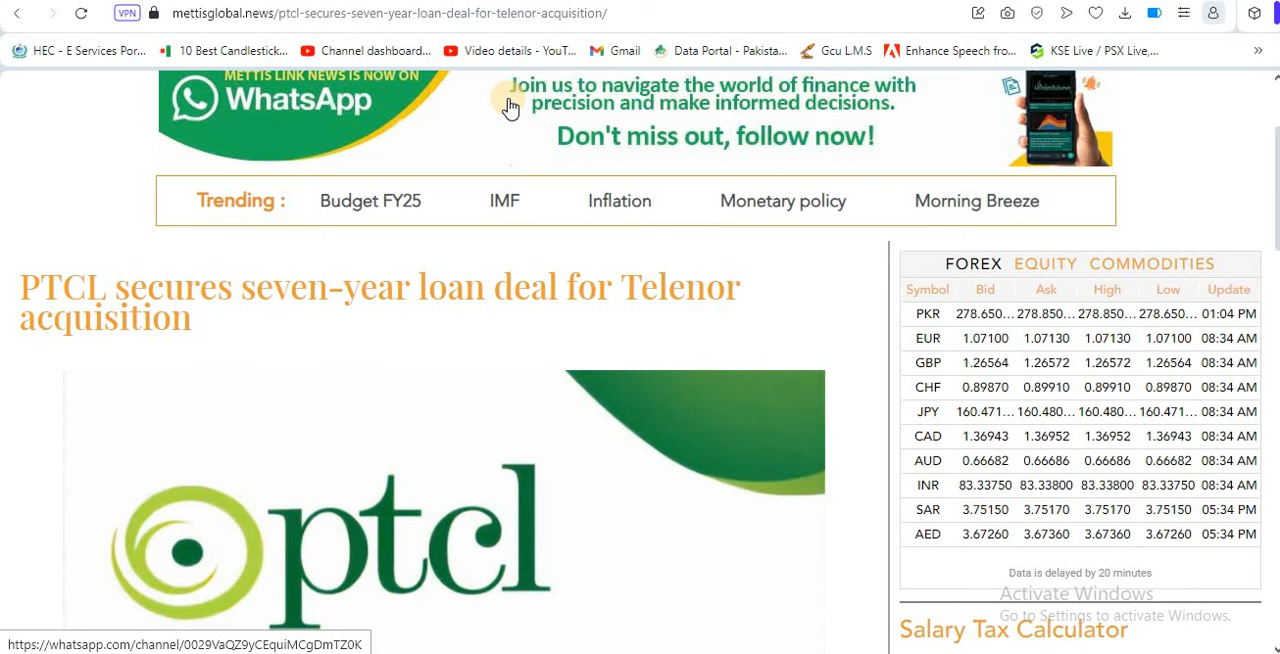 VPN mettisglobal.news/ptcl-secures-seven-year-loan-deal-for-telenor-acquisition/
HEC - E Services Por... 10 Best Candlestick... Channel dashboard... Video details - YouT... Gmail Data Portal - Pakista... Gcu L.M.S Enhance Speech fro... KSE Live / PSX Live,... »
METTIS LINK NEWS IS NOW ON
WhatsApp
Join us to navigate the world of finance with
precision and make informed decisions.
Don't miss out, follow now!
Trending : Budget FY25 IMF Inflation Monetary policy Morning Breeze
PTCL secures seven-year loan deal for Telenor
acquisition
ptcl
FOREX EQUITY COMMODITIES
Symbol Bid Ask High Low Update
PKR 278.650... 278.850... 278.850... 278.650... 01:04 PM
EUR 1.07100 1.07130 1.07130 1.07100 08:34 AM
GBP 1.26564 1.26572 1.26572 1.26564 08:34 AM
CHF 0.89870 0.89910 0.89910 0.89870 08:34 AM
JPY 160.471... 160.480... 160.480... 160.471... 08:34 AM
CAD 1.36943 1.36952 1.36952 1.36943 08:34 AM
AUD 0.66682 0.66686 0.66686 0.66682 08:34 AM
INR 83.33750 83.33800 83.33800 83.33750 08:34 AM
SAR 3.75150 3.75170 3.75170 3.75150 05:34 PM
AED 3.67260 3.67360 3.67360 3.67260 05:34 PM
Data is delayed by 20 minutes
Activate Windows
Go to Settings to activate Windows.
Salary Tax Calculator
https://whatsapp.com/channel/0029VaQZ9yCEquiMCgDmTZ0K